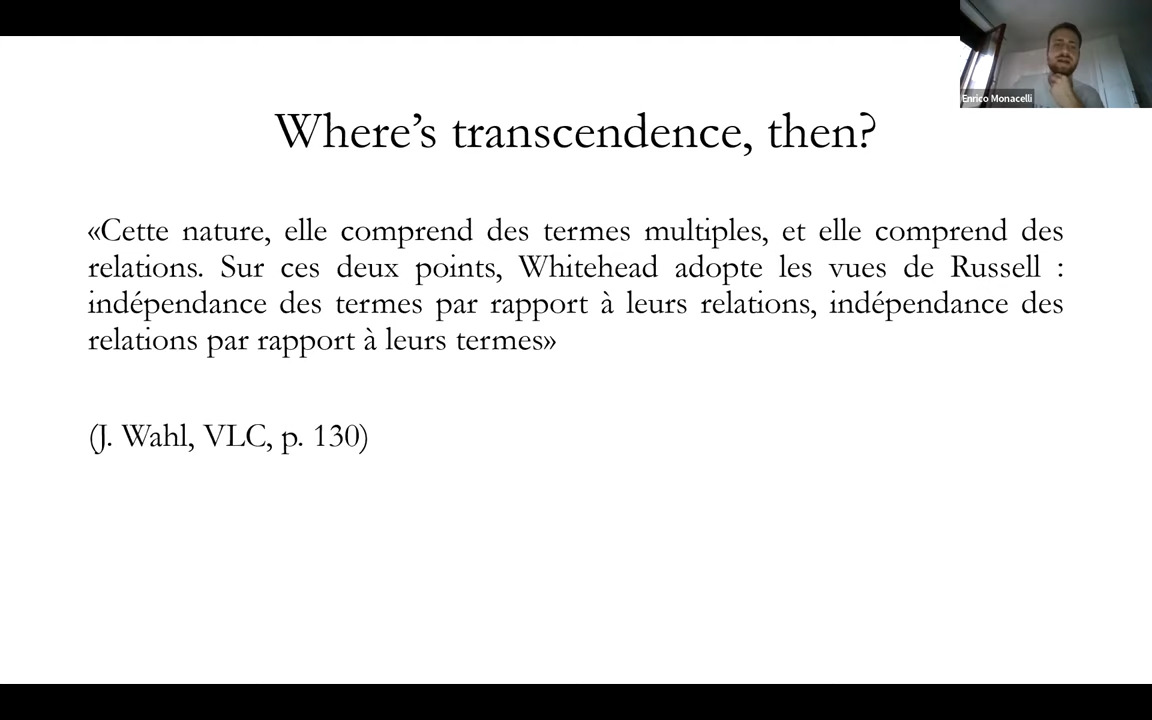 Enrico Monacelli
Where's transcendence, then?
«Cette nature, elle comprend des termes multiples, et elle comprend des
relations. Sur ces deux points, Whitehead adopte les vues de Russell :
indépendance des termes par rapport à leurs relations, indépendance des
relations par rapport à leurs termes»
(J. Wahl, VLC, p. 130)